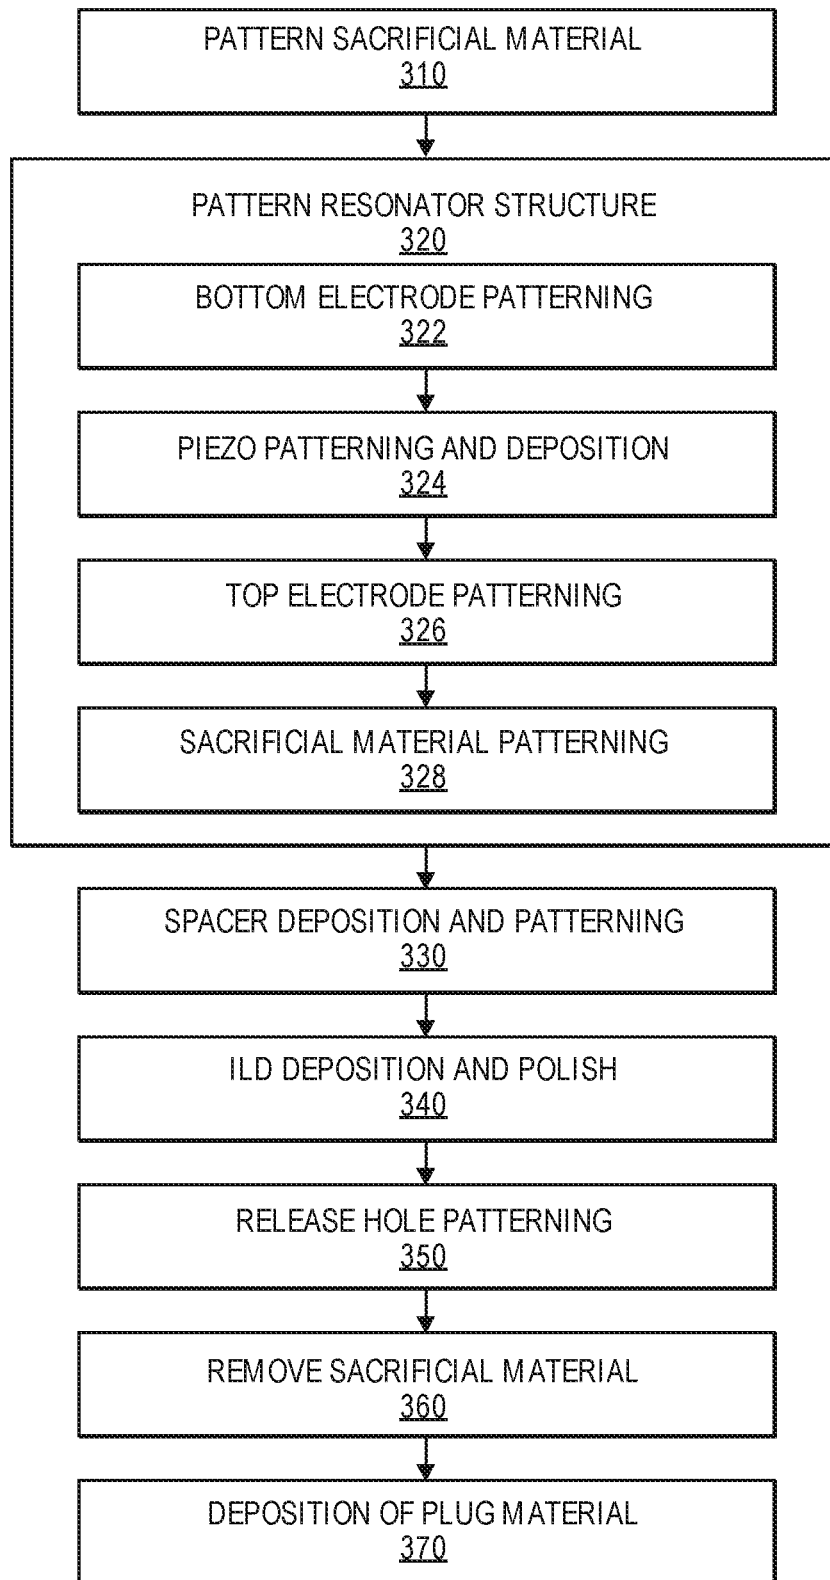 PATTERN SACRIFICIAL MATERIAL
310
PATTERN RESONATOR STRUCTURE
320
BOTTOM ELECTRODE PATTERNING
322
PIEZO PATTERNING AND DEPOSITION
324
TOP ELECTRODE PATTERNING
326
SACRIFICIAL MATERIAL PATTERNING
328
SPACER DEPOSITION AND PATTERNING
330
ILD DEPOSITION AND POLISH
340
RELEASE HOLE PATTERNING
350
REMOVE SACRIFICIAL MATERIAL
360
DEPOSITION OF PLUG MATERIAL
370